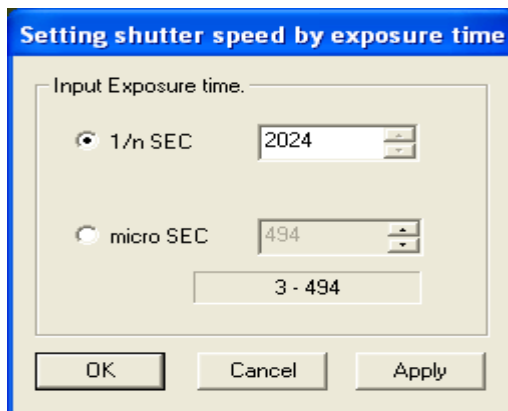 Setting shutter speed by exposure time
Input Exposure time.
1/n SEC 2024
micro SEC 494
3 - 494
OK Cancel Apply